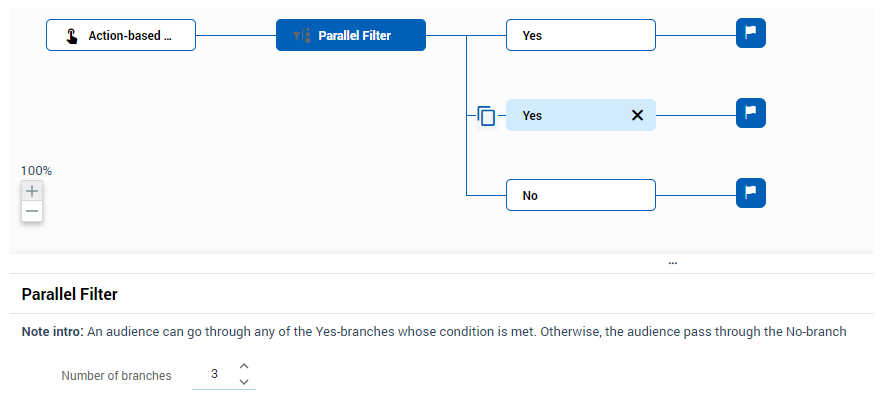 Action-based ...
Parallel Filter
Yes
Yes
No
100%
...
Parallel Filter
Note intro: An audience can go through any of the Yes-branches whose condition is met. Otherwise, the audience pass through the No-branch
Number of branches 3